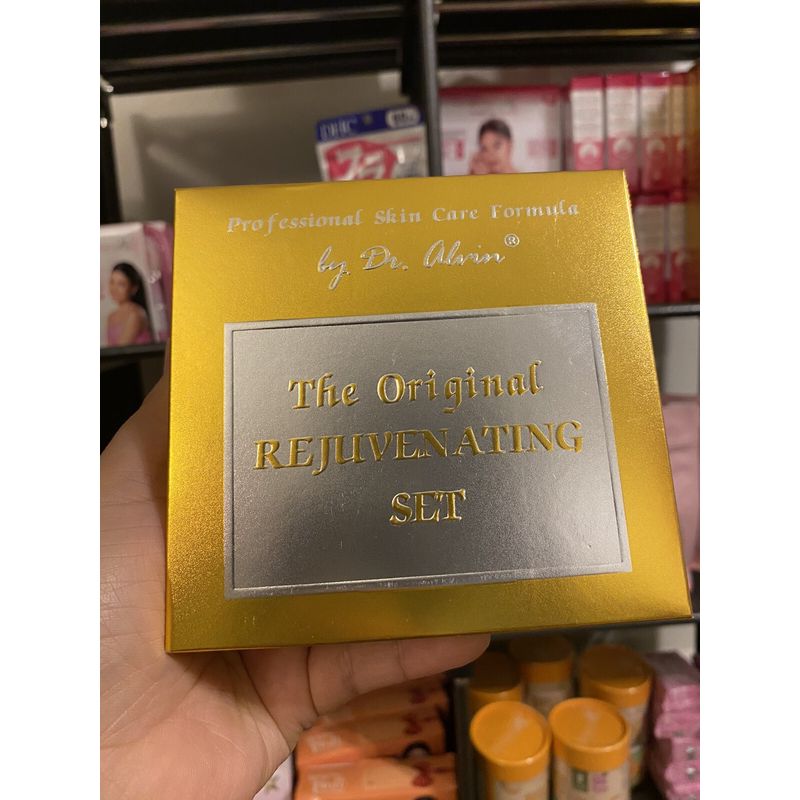 DHC
Professional Skin Care Formula
by Dr. Alvin®
The Original
REJUVENATING
SET